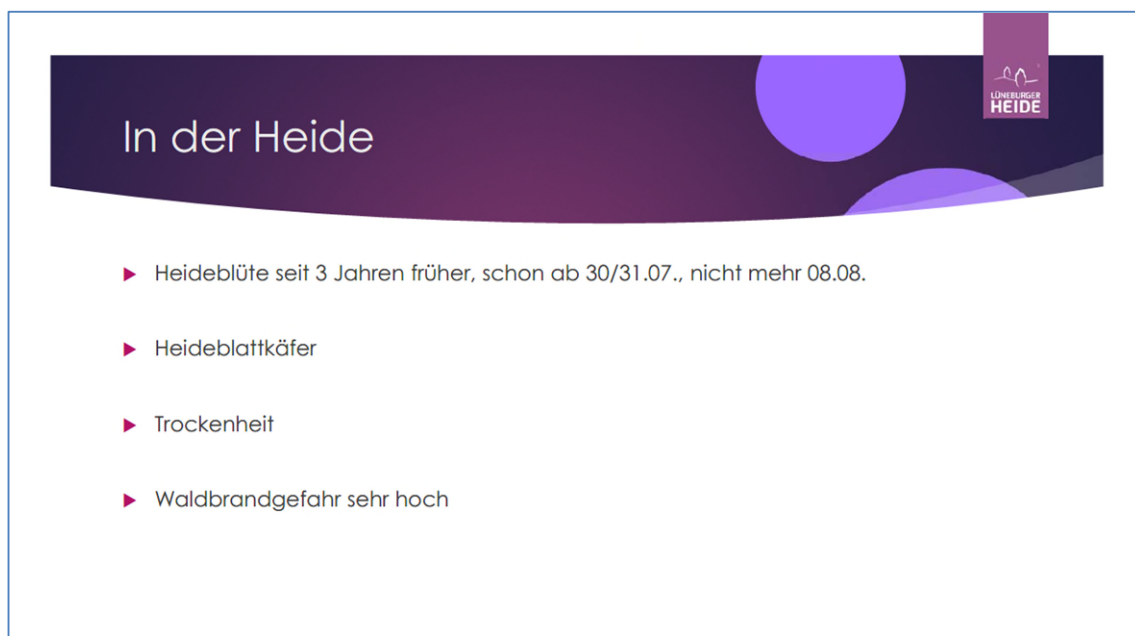 LÜNEBURGER
HEIDE
In der Heide
Heideblüte seit 3 Jahren früher, schon ab 30/31.07., nicht mehr 08.08.
Heideblattkäfer
Trockenheit
Waldbrandgefahr sehr hoch